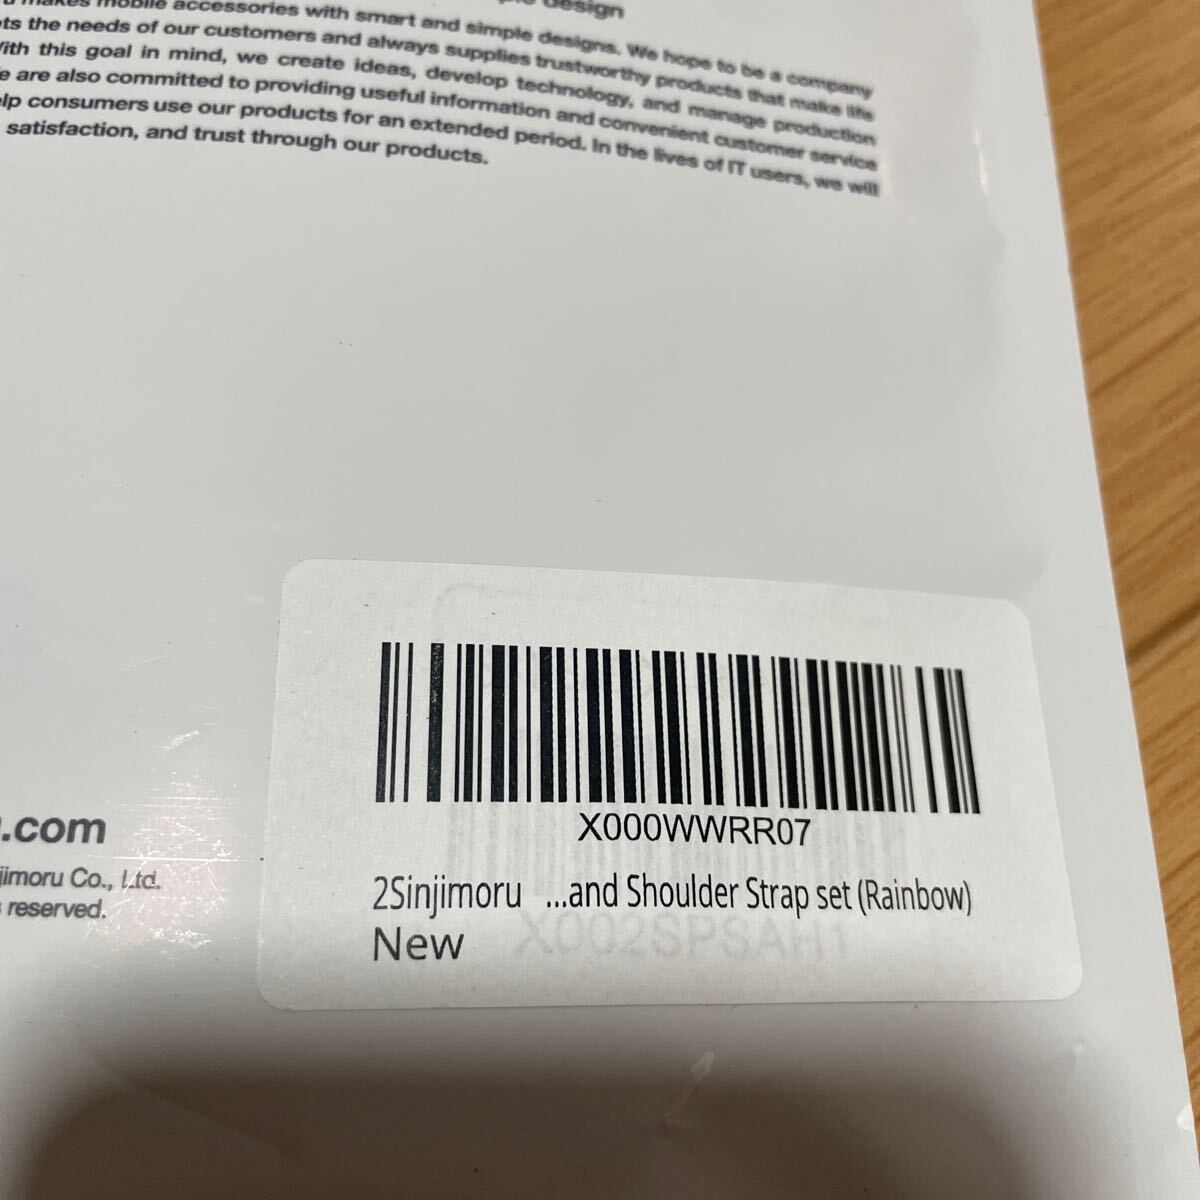 makes mobile accessories with smart and simple designs. We hope to be a company
the needs of our customers and always supplies trustworthy products that make life
With this goal in mind, we create ideas, develop technology, and manage production
are also committed to providing useful information and convenient customer service
consumers use our products for an extended period. In the lives of IT users, we will
satisfaction, and trust through our products.
design
.com
Co., Ltd.
reserved.
X000WWRR07
2Sinjimoru ...and Shoulder Strap set (Rainbow)
New
X002SPSAH1